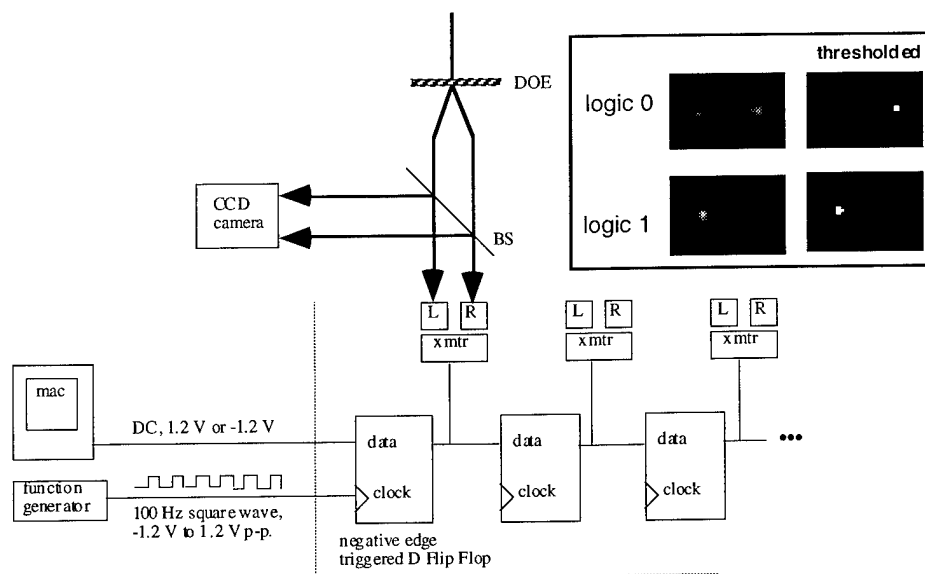 DOE
thresholded
logic 0
logic 1
CCD
camera
BS
L R
xmtr
L R
xmtr
L R
xmtr
mac
DC, 1.2 V or -1.2 V
function
generator
100 Hz square wave,
-1.2 V to 1.2 V p-p.
data
clock
data
clock
data
clock
•••
negative edge
triggered D Flip Flop